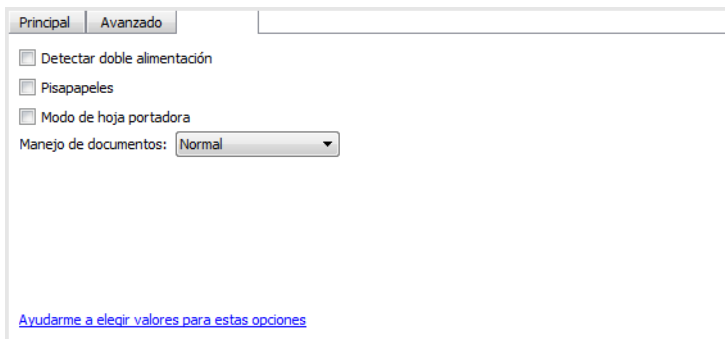 Principal Avanzado
Detectar doble alimentación
Pisapapeles
Modo de hoja portadora
Manejo de documentos: Normal
Ayudarme a elegir valores para estas opciones